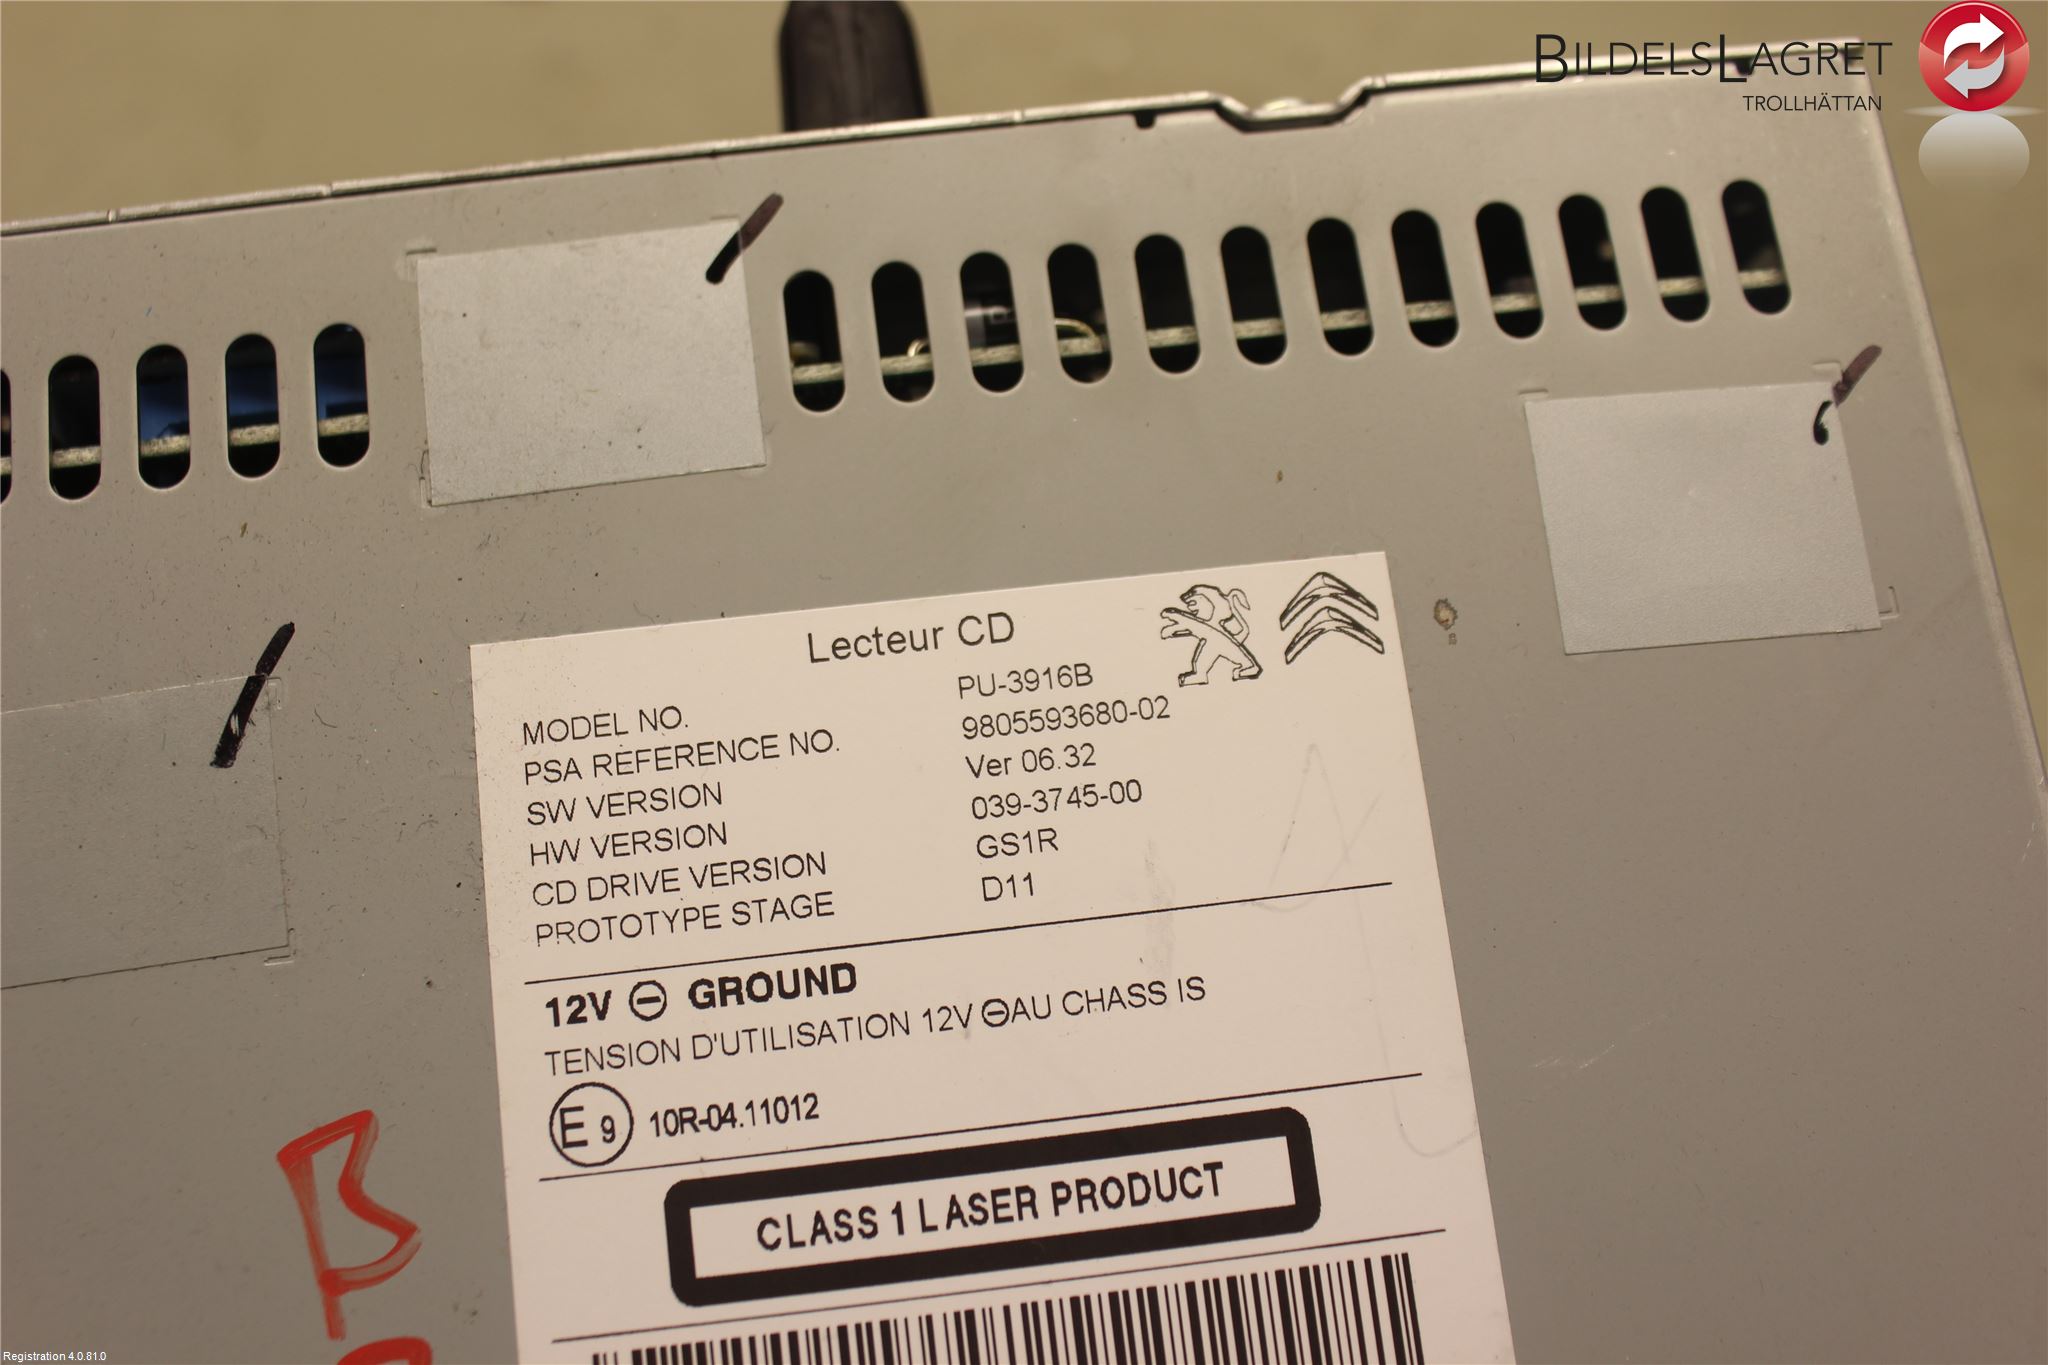 BILDELSLAGRET
TROLLHÄTTAN
Lecteur CD
MODEL NO. PU-3916B
PSA REFERENCE NO. 9805593680-02
SW VERSION Ver 06.32
HW VERSION 039-3745-00
CD DRIVE VERSION GS1R
PROTOTYPE STAGE D11
12V ⊖ GROUND
TENSION D'UTILISATION 12V ⊖AU CHASS IS
E 9 10R-04.11012
CLASS 1 LASER PRODUCT
B
Registration 4.0.81.0